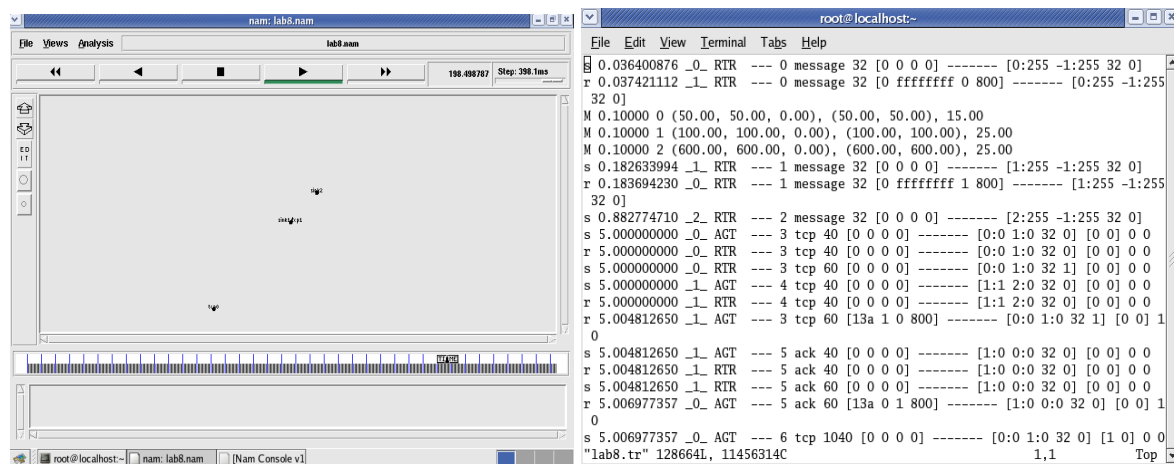 nam: lab8.nam
File Views Analysis
lab8.nam
198.498787
Step: 398.1ms
E D
I T
sink2
sink1tcp1
tcp0
TIME
root@localhost:~
nam: lab8.nam
[Nam Console v1
root@localhost:~
File Edit View Terminal Tabs Help
s 0.036400876 _0_ RTR --- 0 message 32 [0 0 0 0] ------- [0:255 -1:255 32 0]
r 0.037421112 _1_ RTR --- 0 message 32 [0 ffffffff 0 800] ------- [0:255 -1:255
32 0]
M 0.10000 0 (50.00, 50.00, 0.00), (50.00, 50.00), 15.00
M 0.10000 1 (100.00, 100.00, 0.00), (100.00, 100.00), 25.00
M 0.10000 2 (600.00, 600.00, 0.00), (600.00, 600.00), 25.00
s 0.182633994 _1_ RTR --- 1 message 32 [0 0 0 0] ------- [1:255 -1:255 32 0]
r 0.183694230 _0_ RTR --- 1 message 32 [0 ffffffff 1 800] ------- [1:255 -1:255
32 0]
s 0.882774710 _2_ RTR --- 2 message 32 [0 0 0 0] ------- [2:255 -1:255 32 0]
s 5.000000000 _0_ AGT --- 3 tcp 40 [0 0 0 0] ------- [0:0 1:0 32 0] [0 0] 0 0
r 5.000000000 _0_ RTR --- 3 tcp 40 [0 0 0 0] ------- [0:0 1:0 32 0] [0 0] 0 0
s 5.000000000 _0_ RTR --- 3 tcp 60 [0 0 0 0] ------- [0:0 1:0 32 1] [0 0] 0 0
s 5.000000000 _1_ AGT --- 4 tcp 40 [0 0 0 0] ------- [1:1 2:0 32 0] [0 0] 0 0
r 5.000000000 _1_ RTR --- 4 tcp 40 [0 0 0 0] ------- [1:1 2:0 32 0] [0 0] 0 0
r 5.004812650 _1_ AGT --- 3 tcp 60 [13a 1 0 800] ------- [0:0 1:0 32 1] [0 0] 1
0
s 5.004812650 _1_ AGT --- 5 ack 40 [0 0 0 0] ------- [1:0 0:0 32 0] [0 0] 0 0
r 5.004812650 _1_ RTR --- 5 ack 40 [0 0 0 0] ------- [1:0 0:0 32 0] [0 0] 0 0
s 5.004812650 _1_ RTR --- 5 ack 60 [0 0 0 0] ------- [1:0 0:0 32 0] [0 0] 0 0
r 5.006977357 _0_ AGT --- 5 ack 60 [13a 0 1 800] ------- [1:0 0:0 32 0] [0 0] 1
0
s 5.006977357 _0_ AGT --- 6 tcp 1040 [0 0 0 0] ------- [0:0 1:0 32 0] [1 0] 0 0
"lab8.tr" 128664L, 11456314C 1,1 Top